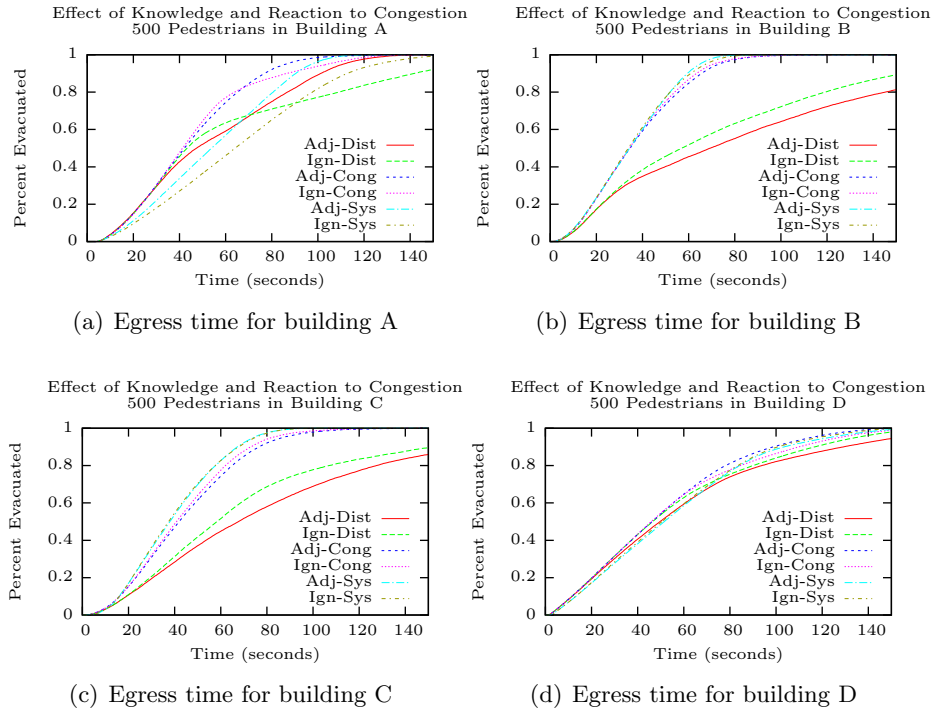 Effect of Knowledge and Reaction to Congestion
500 Pedestrians in Building A
Percent Evacuated
1
0.8
0.6
0.4
0.2
0
Adj-Dist
Ign-Dist
Adj-Cong
Ign-Cong
Adj-Sys
Ign-Sys
0 20 40 60 80 100 120 140
Time (seconds)
(a) Egress time for building A
Effect of Knowledge and Reaction to Congestion
500 Pedestrians in Building B
Percent Evacuated
1
0.8
0.6
0.4
0.2
0
Adj-Dist
Ign-Dist
Adj-Cong
Ign-Cong
Adj-Sys
Ign-Sys
0 20 40 60 80 100 120 140
Time (seconds)
(b) Egress time for building B
Effect of Knowledge and Reaction to Congestion
500 Pedestrians in Building C
Percent Evacuated
1
0.8
0.6
0.4
0.2
0
Adj-Dist
Ign-Dist
Adj-Cong
Ign-Cong
Adj-Sys
Ign-Sys
0 20 40 60 80 100 120 140
Time (seconds)
(c) Egress time for building C
Effect of Knowledge and Reaction to Congestion
500 Pedestrians in Building D
Percent Evacuated
1
0.8
0.6
0.4
0.2
0
Adj-Dist
Ign-Dist
Adj-Cong
Ign-Cong
Adj-Sys
Ign-Sys
0 20 40 60 80 100 120 140
Time (seconds)
(d) Egress time for building D